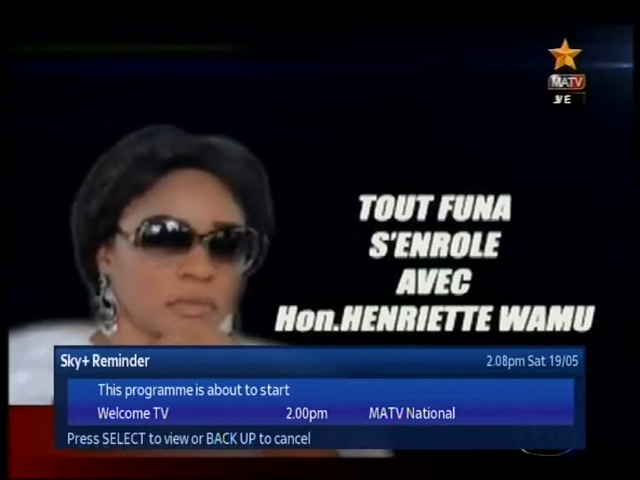 MATV
TOUT FUNA
S'ENROLE
AVEC
Hon.HENRIETTE WAMU
Sky+ Reminder 2.08pm Sat 19/05
This programme is about to start
Welcome TV 2.00pm MATV National
Press SELECT to view or BACK UP to cancel